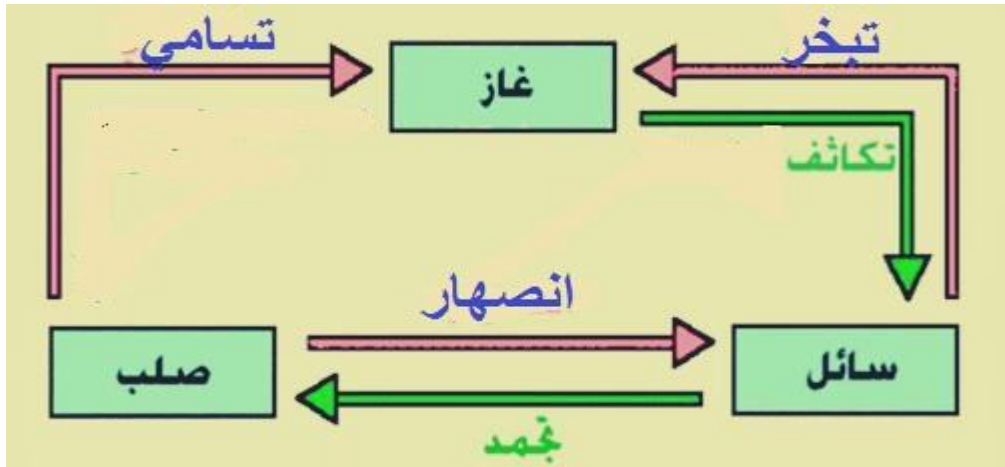 تبخر
تسامي
غاز
تكاثف
انصهار
سائل
صلب
تجمد